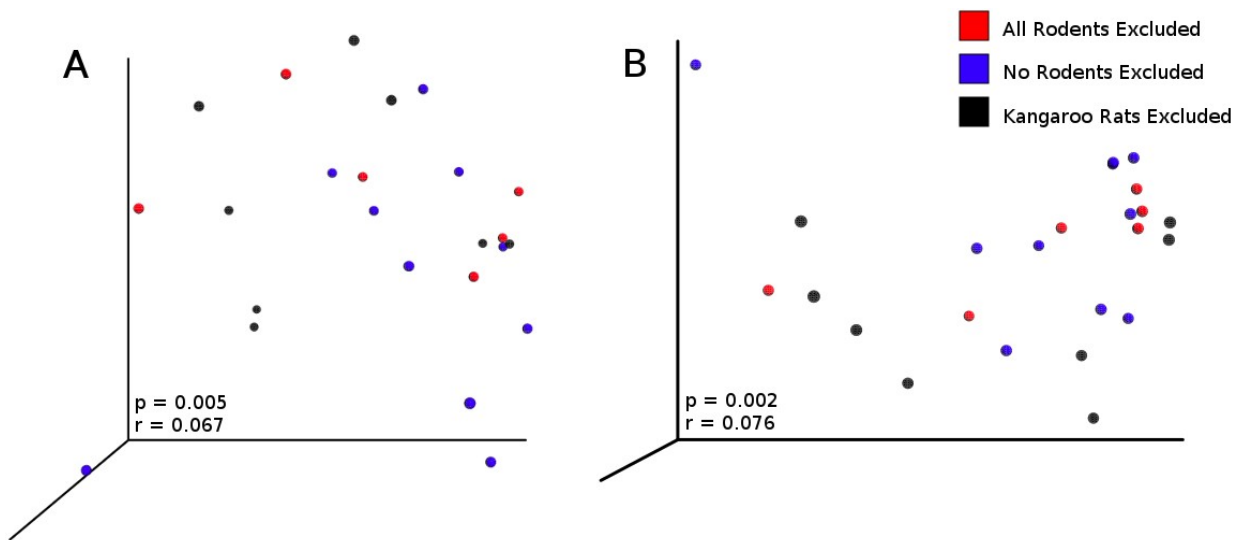 A
p = 0.005
r = 0.067
B
p = 0.002
r = 0.076
All Rodents Excluded
No Rodents Excluded
Kangaroo Rats Excluded